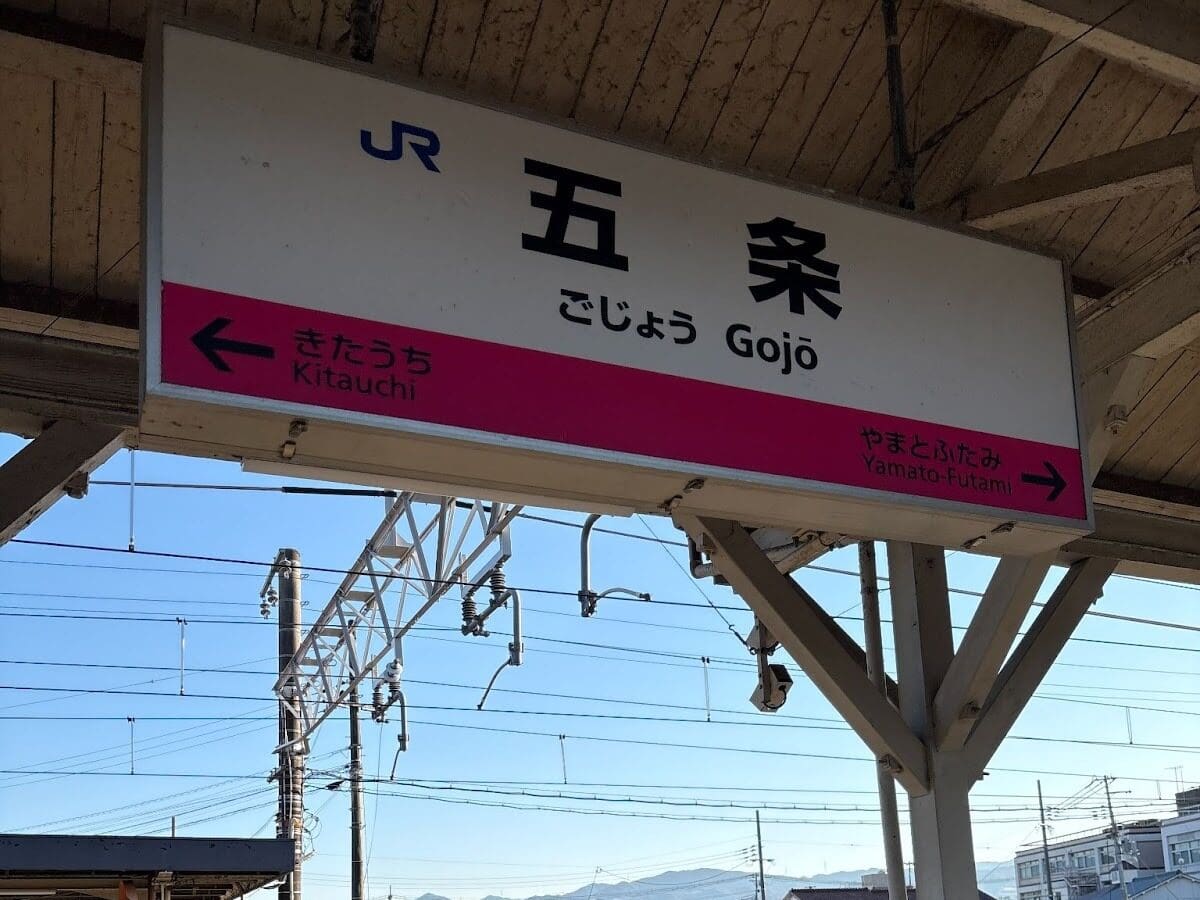 JR
五条
ごじょう Gojō
← きたうち
Kitauchi
やまとふたみ →
Yamato-Futami